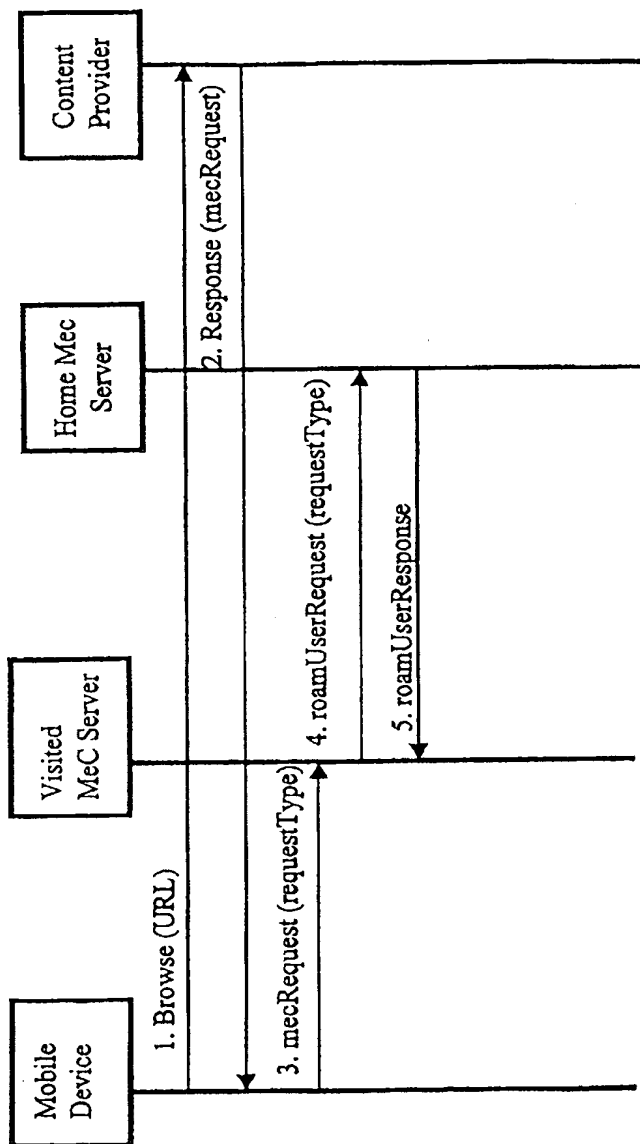 Mobile
Device
Visited
MeC Server
Home Mec
Server
Content
Provider
1. Browse (URL)
2. Response (mecRequest)
3. mecRequest (requestType)
4. roamUserRequest (requestType)
5. roamUserResponse